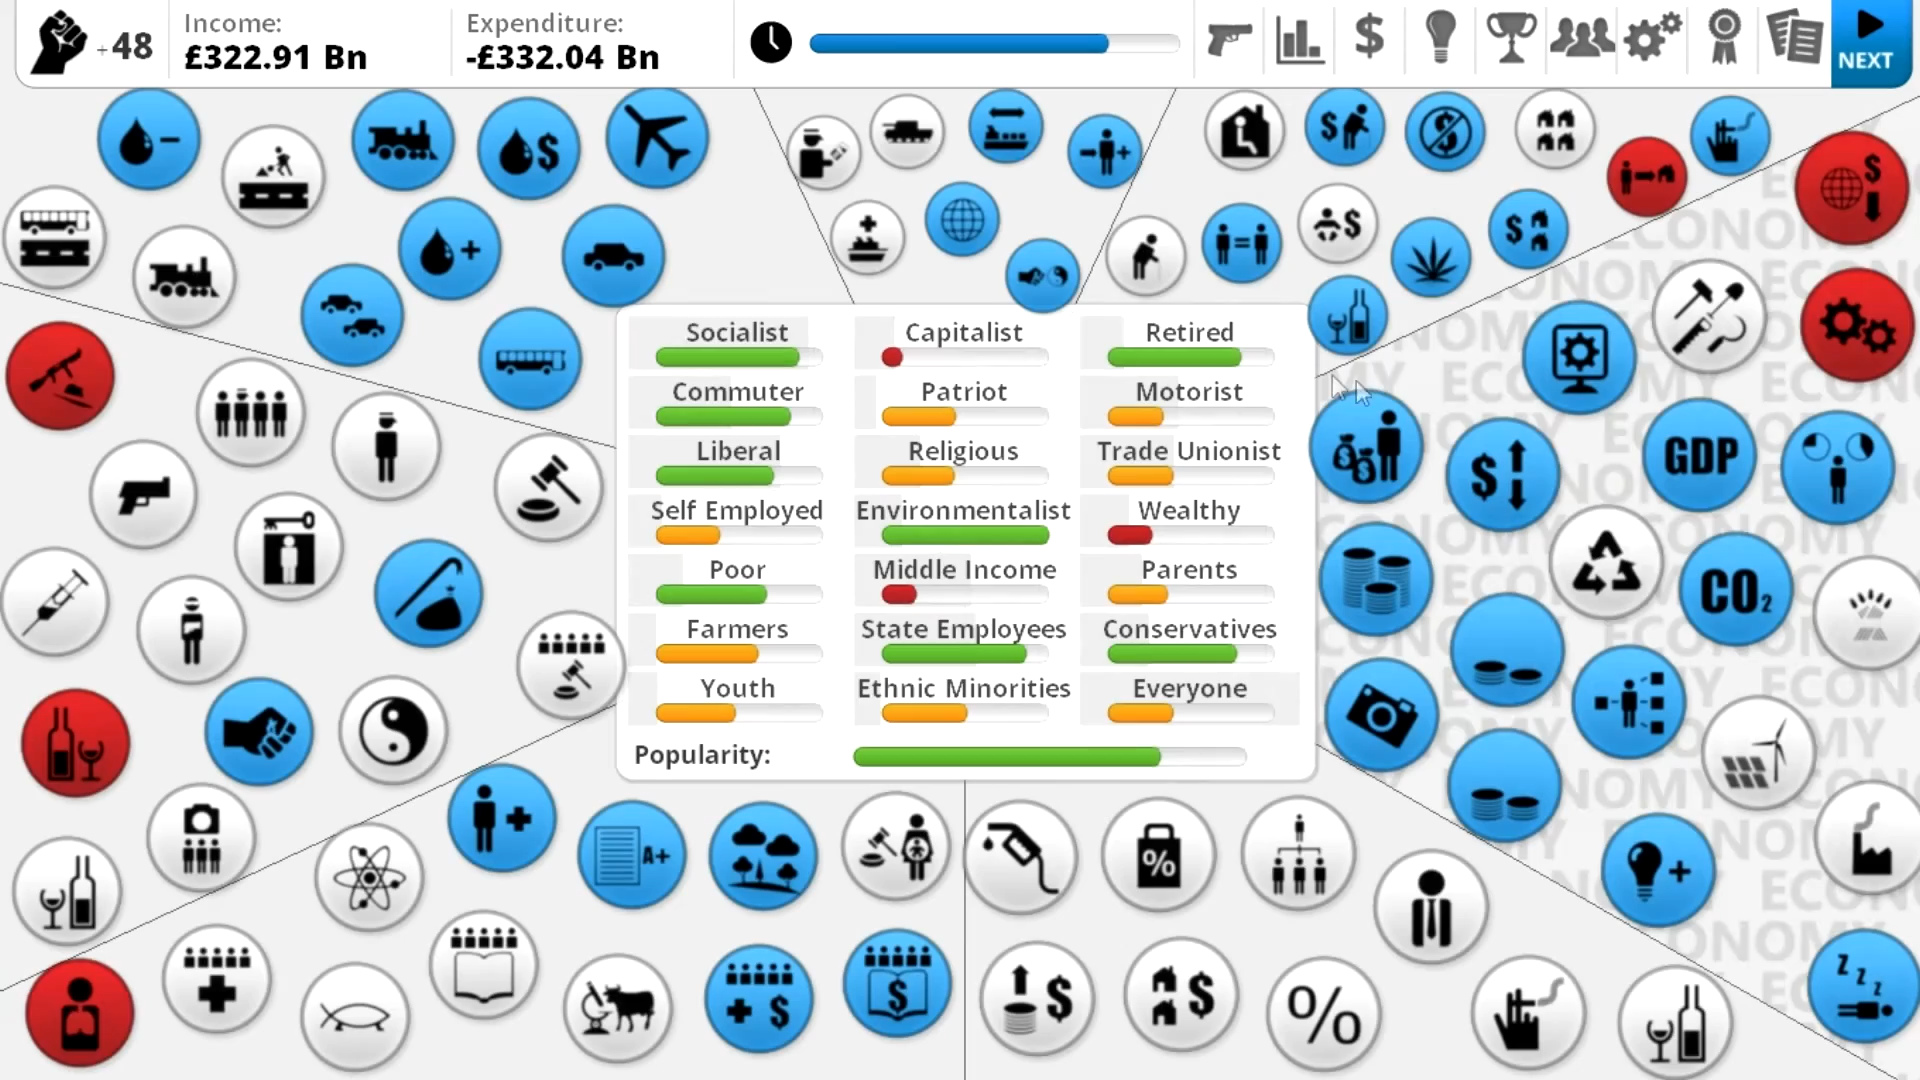 +48
Income:
£322.91 Bn
Expenditure:
-£332.04 Bn
NEXT
Socialist
Capitalist
Retired
Commuter
Patriot
Motorist
Liberal
Religious
Trade Unionist
Self Employed
Environmentalist
Wealthy
Poor
Middle Income
Parents
Farmers
State Employees
Conservatives
Youth
Ethnic Minorities
Everyone
Popularity:
GDP
CO₂
A+
%
%
Z z z
ECONOMY